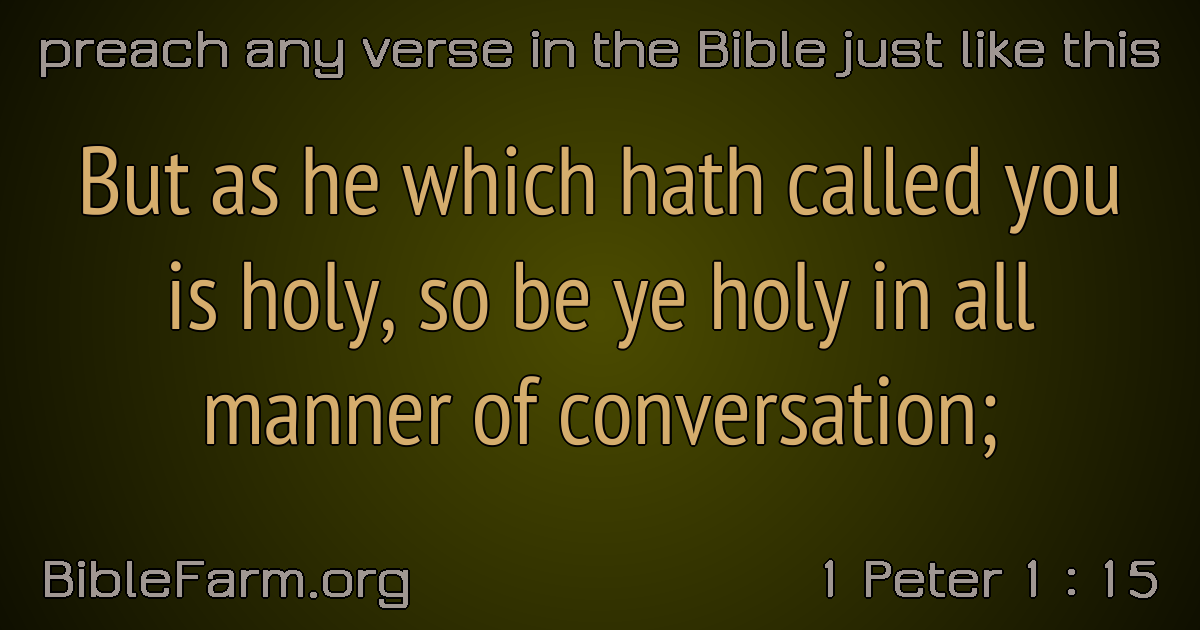 preach any verse in the Bible just like this
But as he which hath called you
is holy, so be ye holy in all
manner of conversation;
BibleFarm.org
1 Peter 1 : 15